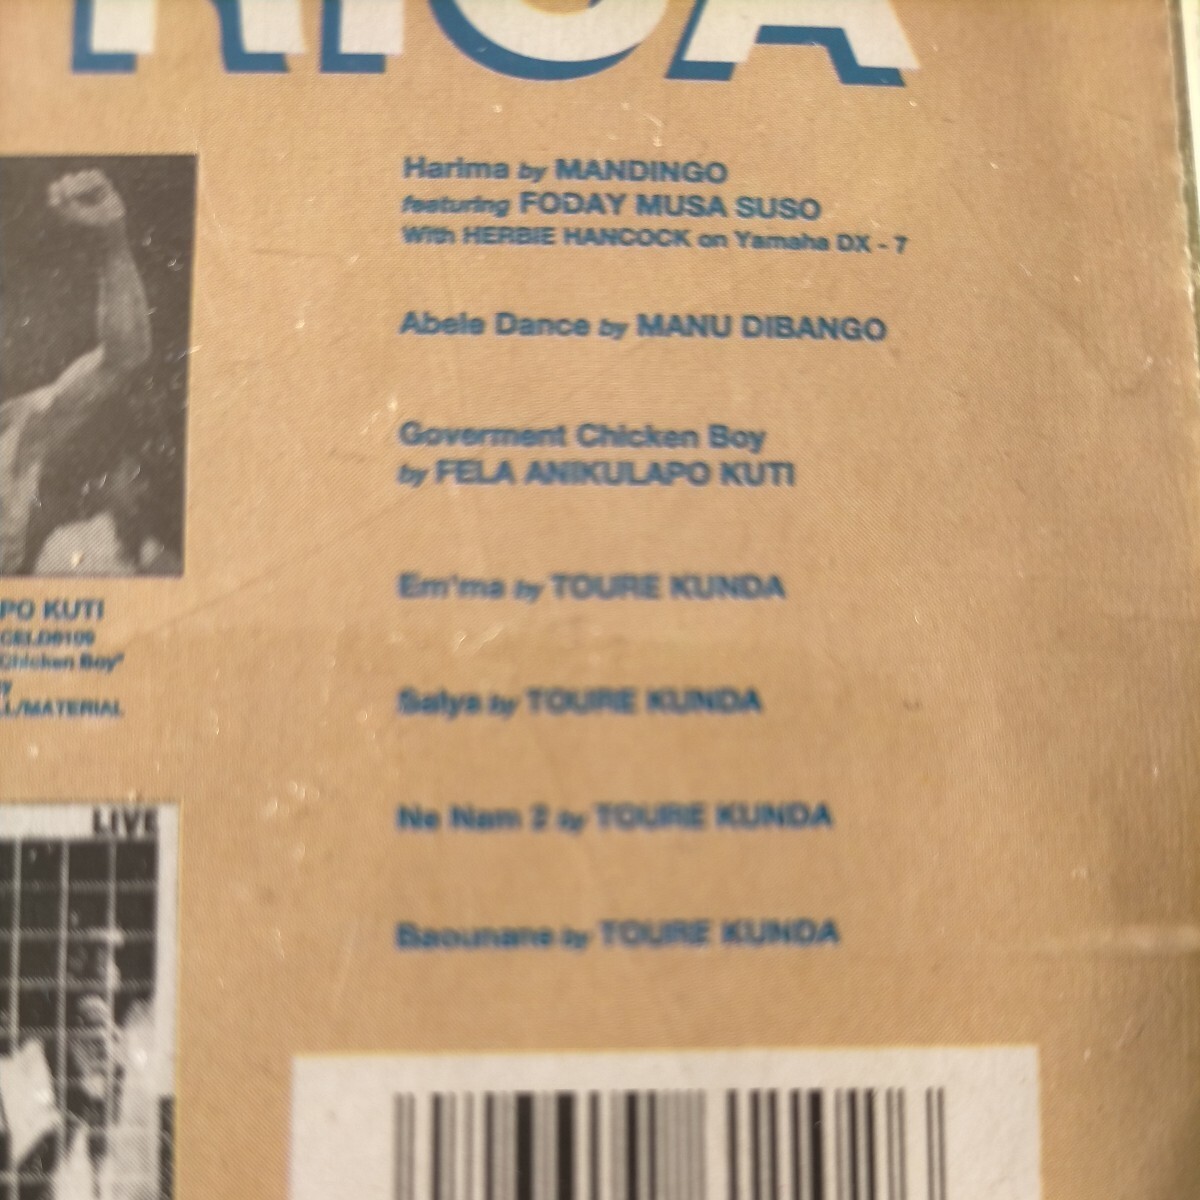 RICA
Harima by MANDINGO
featuring FODAY MUSA SUSO
With HERBIE HANCOCK on Yamaha DX - 7
Abele Dance by MANU DIBANGO
Goverment Chicken Boy
by FELA ANIKULAPO KUTI
Em'ma by TOURE KUNDA
Salya by TOURE KUNDA
Ne Nam 2 by TOURE KUNDA
Baounane by TOURE KUNDA
PO KUTI
CELD6109
Chicken Boy"
y
L/MATERIAL
LIVE